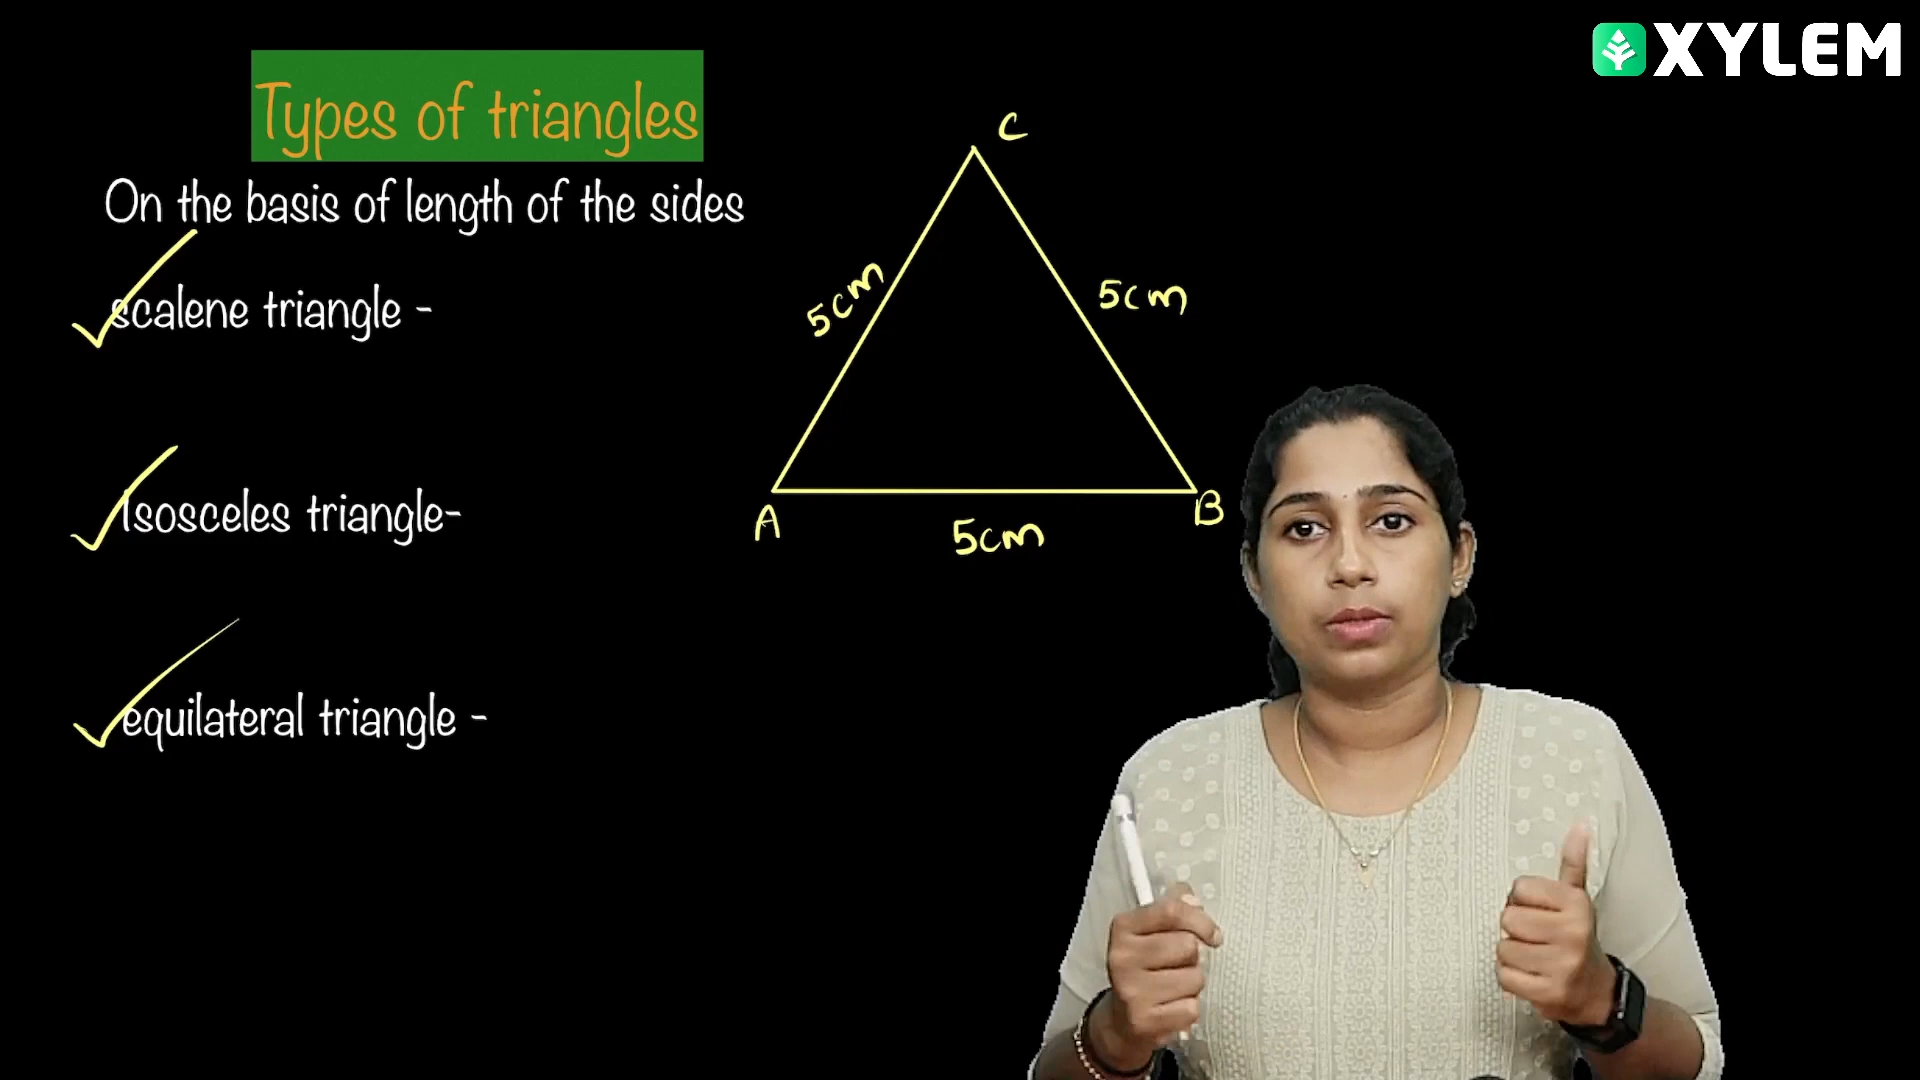 XYLEM
Types of triangles
On the basis of length of the sides
scalene triangle -
Isosceles triangle-
equilateral triangle -
C
5cm
5cm
A
B
5cm